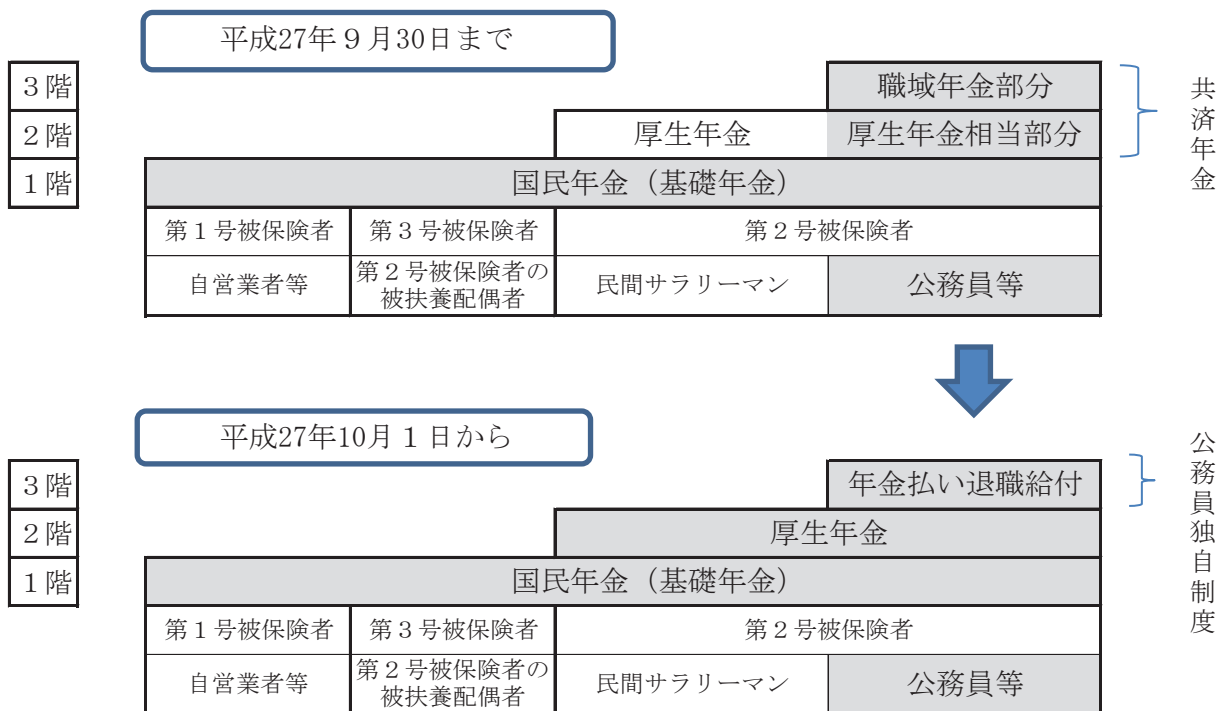 平成27年９月30日まで
３階
職域年金部分
２階
厚生年金
厚生年金相当部分
１階
国民年金（基礎年金）
共済年金
第１号被保険者
第３号被保険者
第２号被保険者
自営業者等
第２号被保険者の
被扶養配偶者
民間サラリーマン
公務員等
平成27年10月１日から
３階
年金払い退職給付
２階
厚生年金
１階
国民年金（基礎年金）
公務員独自制度
第１号被保険者
第３号被保険者
第２号被保険者
自営業者等
第２号被保険者の
被扶養配偶者
民間サラリーマン
公務員等